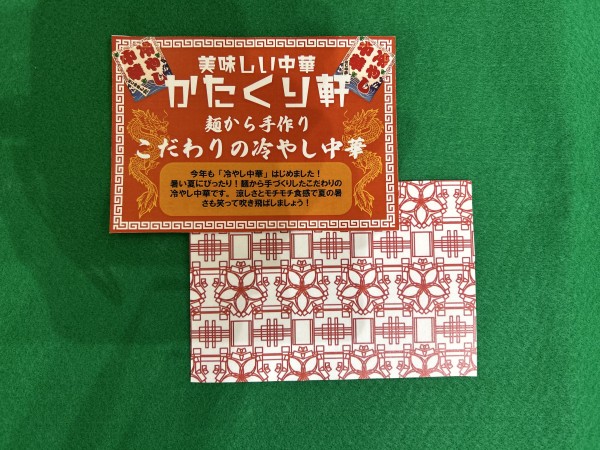 美味しい中華
かたくり軒
麺から手作り
こだわりの冷やし中華
今年も「冷やし中華」はじめました！
暑い夏にぴったり！麺から手づくりしたこだわりの
冷やし中華です。涼しさとモチモチ食感で夏の暑
さも笑って吹き飛ばしましょう！